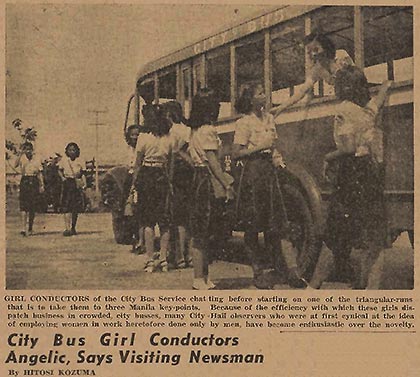 CITY BUS
GIRL CONDUCTORS of the City Bus Service chatting before starting on one of the triangular-runs
that is to take them to three Manila key-points. Because of the efficiency with which these girls dis-
patch business in crowded, city busses, many City Hall observers who were at first cynical at the idea
of employing women in work heretofore done only by men, have become enthusiastic over the novelty.
City Bus Girl Conductors
Angelic, Says Visiting Newsman
By HITOSI KOZUMA